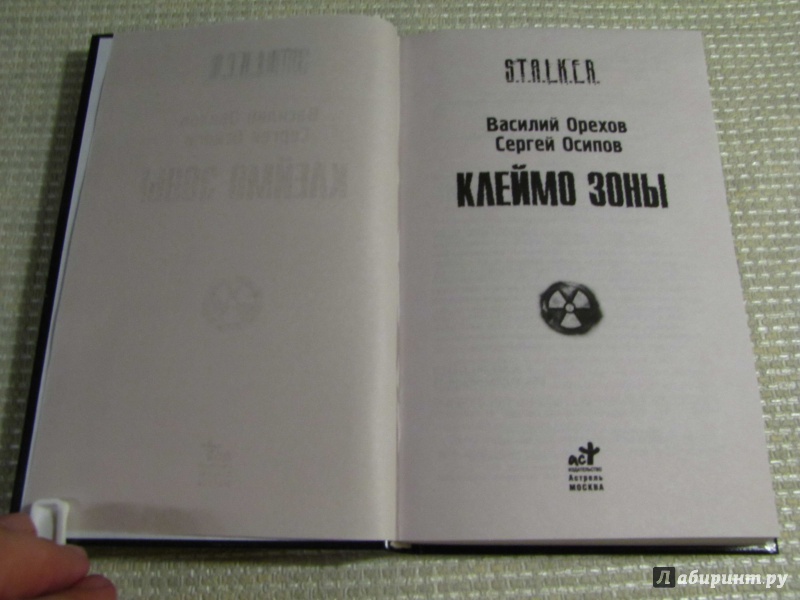 S.T.A.L.K.E.R.
Василий Орехов
Сергей Осипов
КЛЕЙМО ЗОНЫ
аст
издательство
Астрель
МОСКВА
Лабиринт.ру